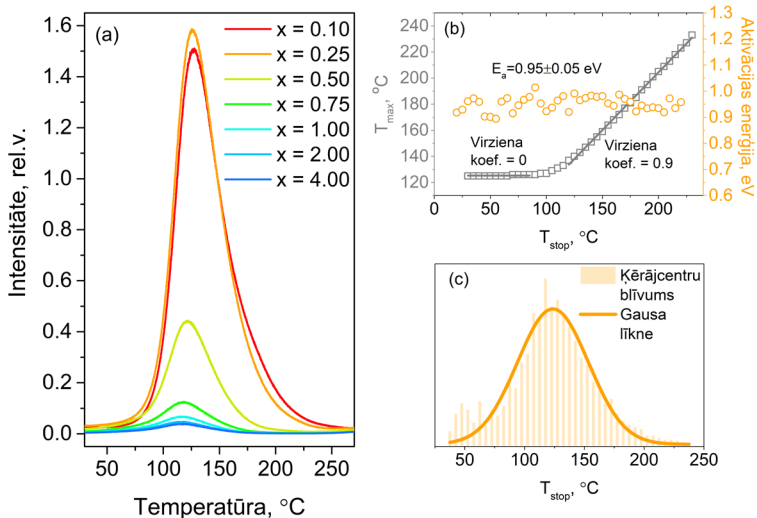 (a)
x = 0.10
x = 0.25
x = 0.50
x = 0.75
x = 1.00
x = 2.00
x = 4.00
1.6
1.4
1.2
1.0
0.8
0.6
0.4
0.2
0.0
Intensitāte, rel.v.
50 100 150 200 250
Temperatūra, °C
(b)
Ea=0.95±0.05 eV
Virziena
koef. = 0
Virziena
koef. = 0.9
240
220
200
180
160
140
120
Tmax, °C
1.3
1.2
1.1
1.0
0.9
0.8
0.7
0.6
Aktivācijas enerģija, eV
0 50 100 150 200
Tstop, °C
(c)
Ķērājcentru
blīvums
Gausa
līkne
50 100 150 200 250
Tstop, °C